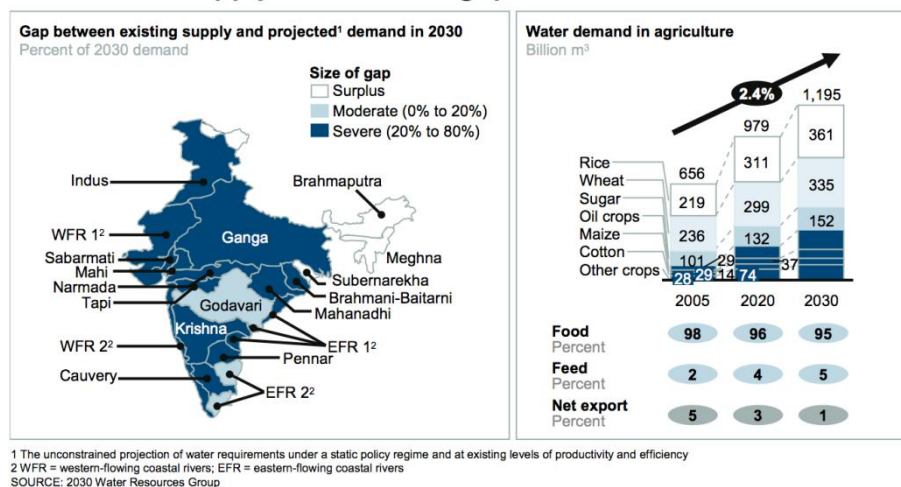 Gap between existing supply and projected¹ demand in 2030
Percent of 2030 demand
Size of gap
Surplus
Moderate (0% to 20%)
Severe (20% to 80%)
Indus
Brahmaputra
WFR 1²
Ganga
Sabarmati
Meghna
Mahi
Subernarekha
Narmada
Brahmani-Baitarni
Tapi
Godavari
Mahanadhi
Krishna
EFR 1²
WFR 2²
Pennar
Cauvery
EFR 2²
Water demand in agriculture
Billion m³
2.4%
1,195
979
361
656
311
Rice
Wheat
219
335
Sugar
299
Oil crops
236
152
Maize
132
Cotton
101
29
37
Other crops
28
29
14
74
2005 2020 2030
Food
Percent
98 96 95
Feed
Percent
2 4 5
Net export
Percent
5 3 1
1 The unconstrained projection of water requirements under a static policy regime and at existing levels of productivity and efficiency
2 WFR = western-flowing coastal rivers; EFR = eastern-flowing coastal rivers
SOURCE: 2030 Water Resources Group